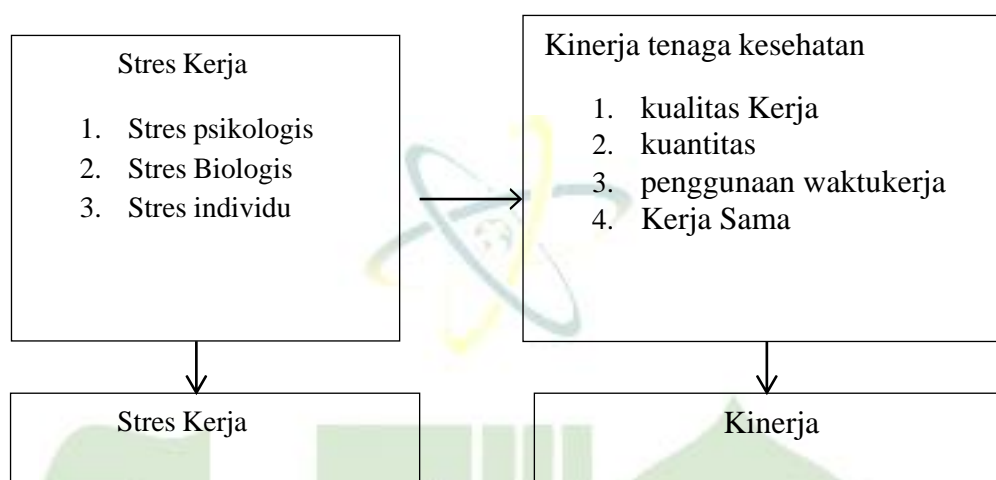 Stres Kerja
1. Stres psikologis
2. Stres Biologis
3. Stres individu
Kinerja tenaga kesehatan
1. kualitas Kerja
2. kuantitas
3. penggunaan waktukerja
4. Kerja Sama
Stres Kerja
Kinerja